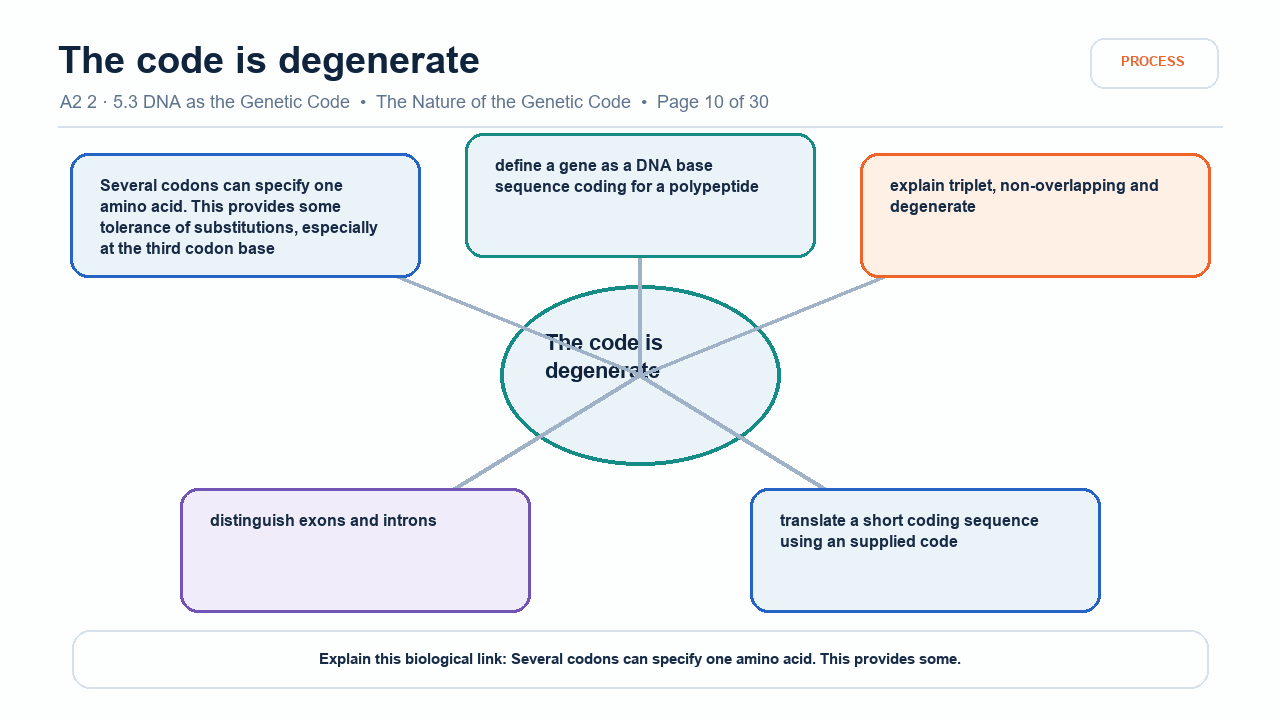 The code is degenerate
PROCESS
A2 2 · 5.3 DNA as the Genetic Code • The Nature of the Genetic Code • Page 10 of 30
Several codons can specify one
amino acid. This provides some
tolerance of substitutions, especially
at the third codon base
define a gene as a DNA base
sequence coding for a polypeptide
explain triplet, non-overlapping and
degenerate
The code is
degenerate
distinguish exons and introns
translate a short coding sequence
using an supplied code
Explain this biological link: Several codons can specify one amino acid. This provides some.